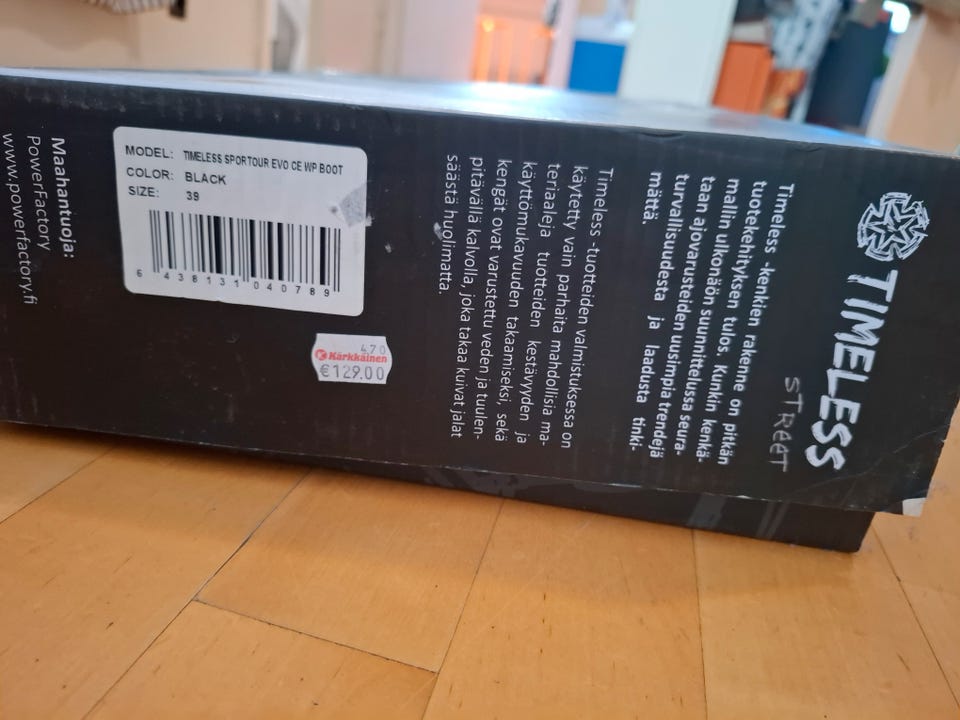 TIMELESS
STREET
Timeless -kenkien rakenne on pitkän
tuotekehityksen tulos. Kunkin kenkä-
mallin ulkonäön suunnittelussa seura-
taan ajovarusteiden uusimpia trendejä
turvallisuudesta ja laadusta tinki-
mättä.
Timeless -tuotteiden valmistuksessa on
käytetty vain parhaita mahdollisia ma-
teriaaleja tuotteiden kestävyyden ja
käyttömukavuuden takaamiseksi, sekä
kengät ovat varustettu veden ja tuulen-
pitävällä kalvolla, joka takaa kuivat jalat
säästä huolimatta.
MODEL: TIMELESS SPORTOUR EVO CE WP BOOT
COLOR: BLACK
SIZE: 39
6 438131 040789
470
Kärkkäinen
€129.00
Maahantuoja:
PowerFactory
www.powerfactory.fi